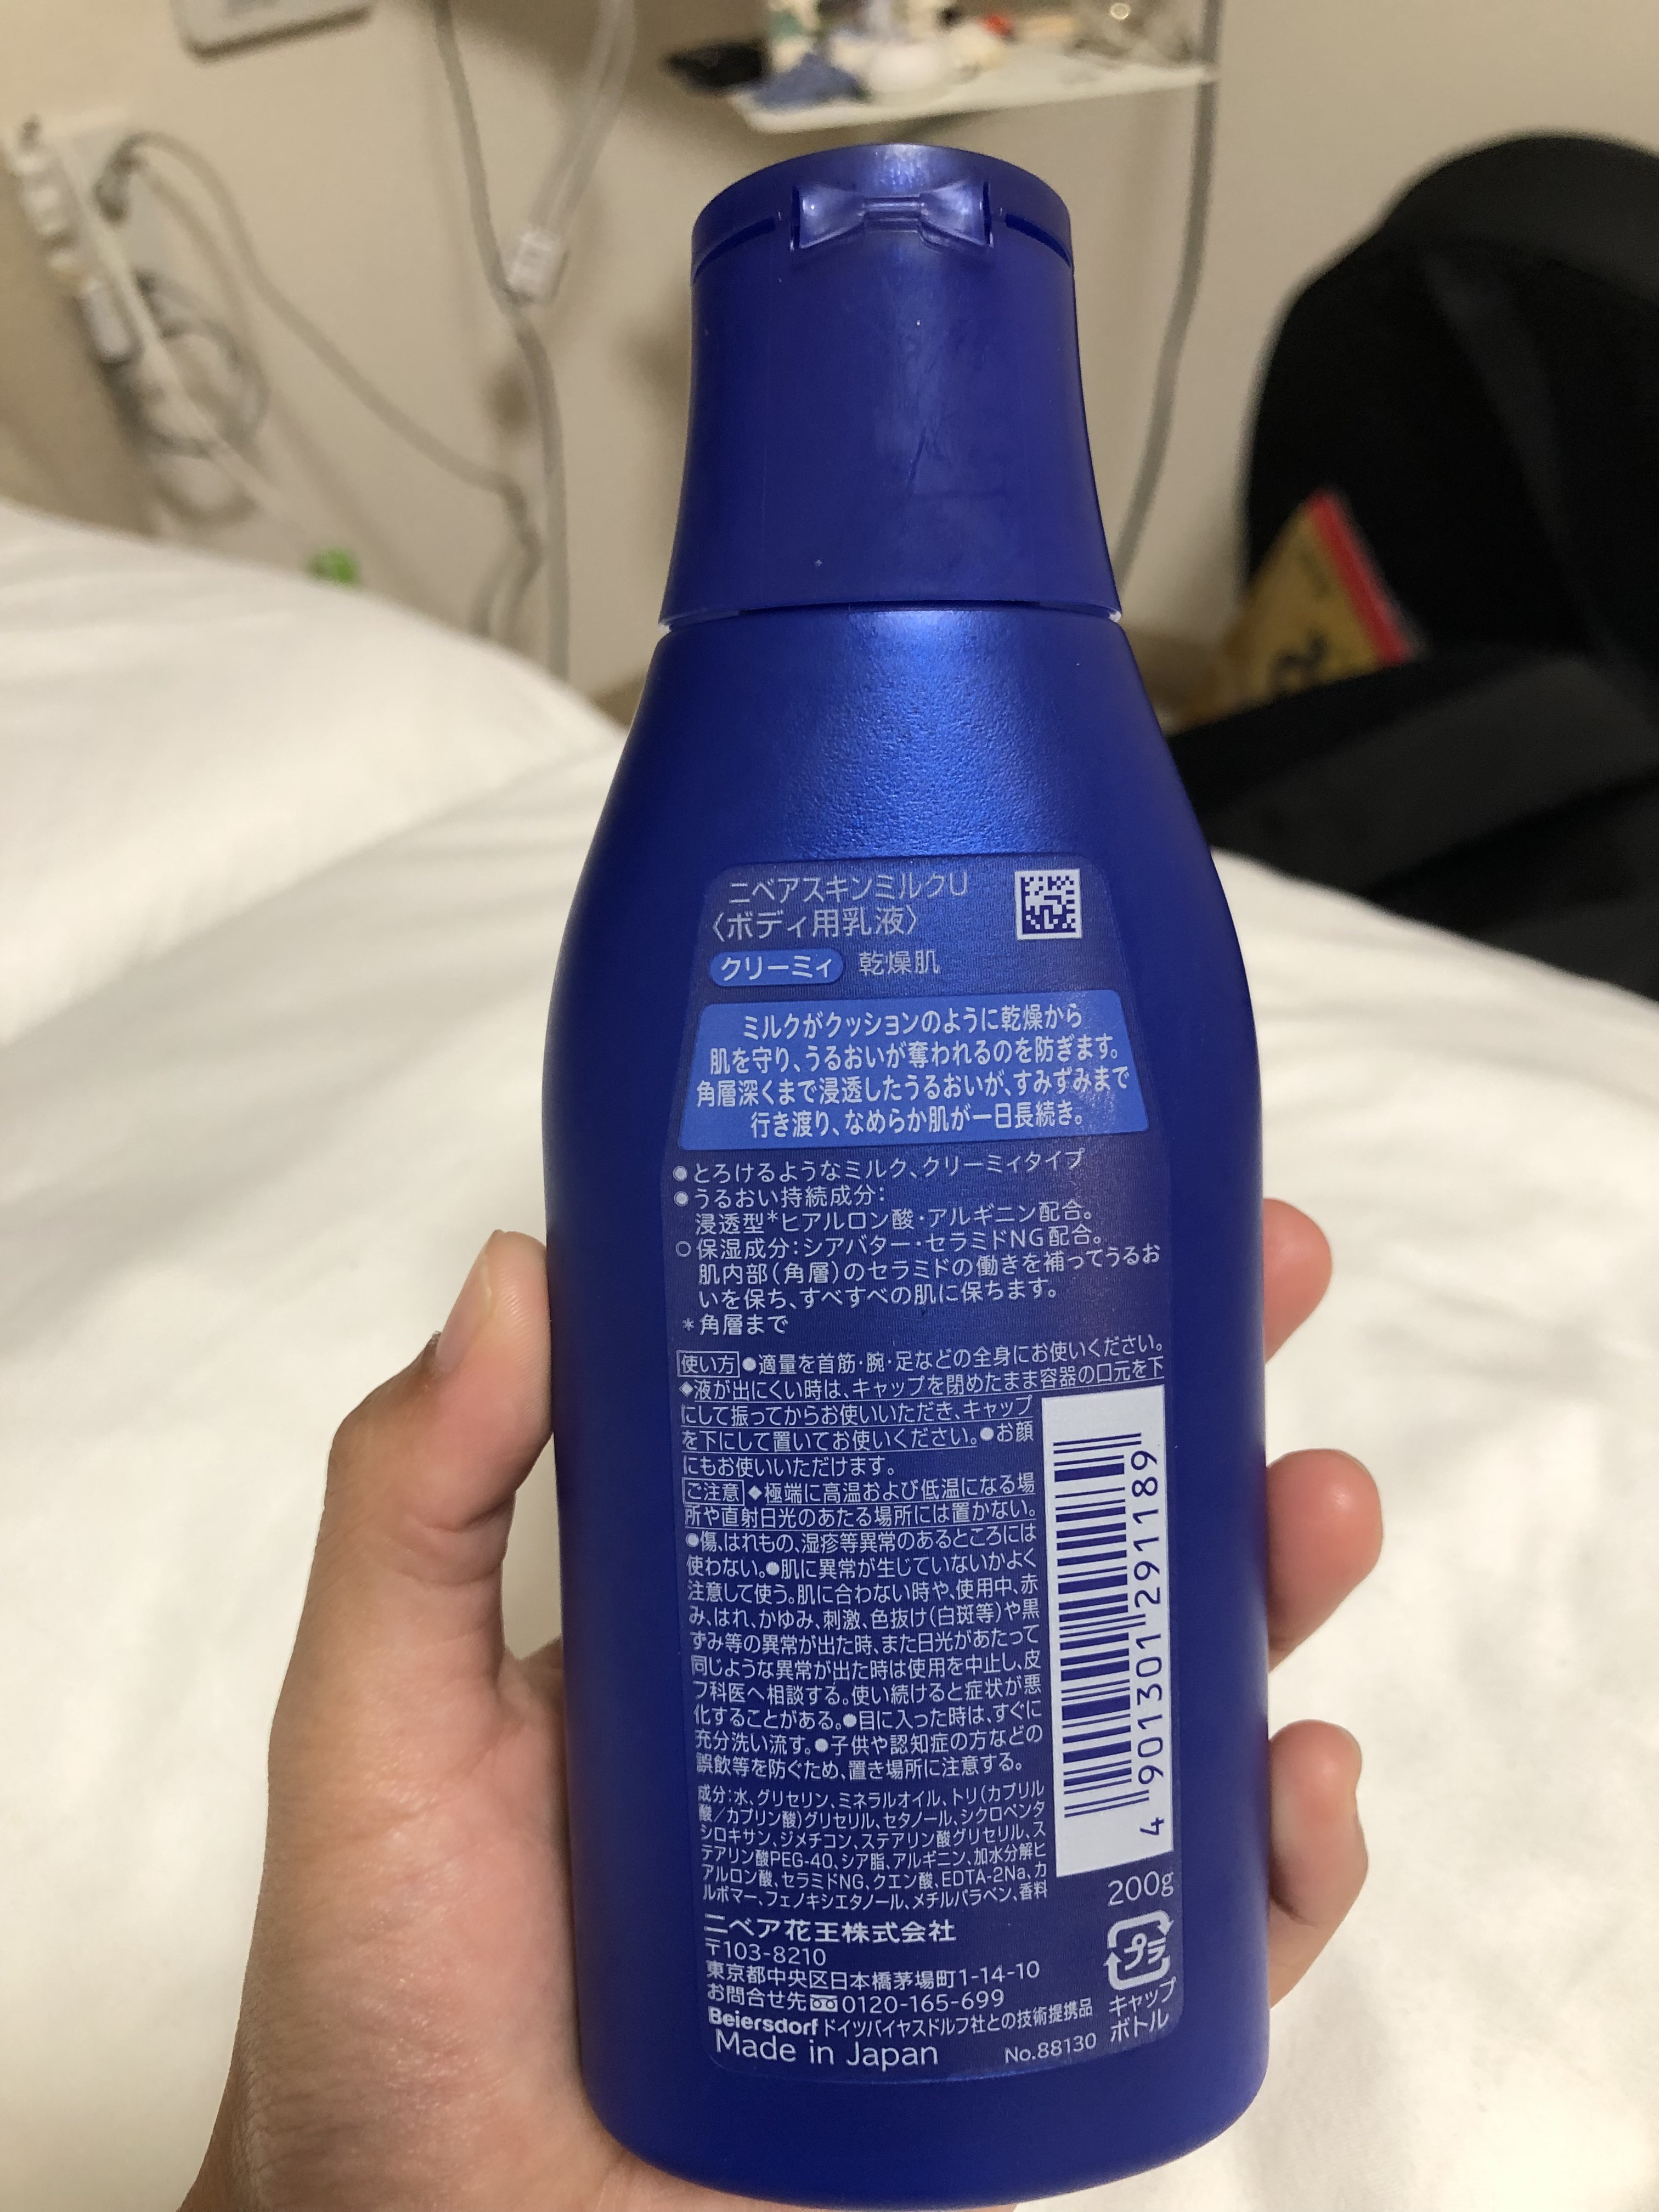 ニベアスキンミルクU
〈ボディ用乳液〉
クリーミィ 乾燥肌
ミルクがクッションのように乾燥から
肌を守り、うるおいが奪われるのを防ぎます。
角層深くまで浸透したうるおいが、すみずみまで
行き渡り、なめらか肌が一日長続き。
●とろけるようなミルク、クリーミィタイプ
●うるおい持続成分：
浸透型*ヒアルロン酸・アルギニン配合。
○保湿成分：シアバター・セラミドNG配合。
肌内部(角層)のセラミドの働きを補ってうるお
いを保ち、すべすべの肌に保ちます。
*角層まで
使い方 ●適量を首筋・腕・足などの全身にお使いください。
◆液が出にくい時は、キャップを閉めたまま容器の口元を下
にして振ってからお使いいただき、キャップ
を下にして置いてお使いください。●お顔
にもお使いいただけます。
ご注意 ◆極端に高温および低温になる場
所や直射日光のあたる場所には置かない。
●傷、はれもの、湿疹等異常のあるところには
使わない。●肌に異常が生じていないかよく
注意して使う。肌に合わない時や、使用中、赤
み、はれ、かゆみ、刺激、色抜け(白斑等)や黒
ずみ等の異常が出た時、また日光があたって
同じような異常が出た時は使用を中止し、皮
フ科医へ相談する。使い続けると症状が悪
化することがある。●目に入った時は、すぐに
充分洗い流す。●子供や認知症の方などの
誤飲等を防ぐため、置き場所に注意する。
成分：水、グリセリン、ミネラルオイル、トリ(カプリル
酸/カプリン酸)グリセリル、セタノール、シクロペンタ
シロキサン、ジメチコン、ステアリン酸グリセリル、ス
テアリン酸PEG-40、シア脂、アルギニン、加水分解ヒ
アルロン酸、セラミドNG、クエン酸、EDTA-2Na、カ
ルボマー、フェノキシエタノール、メチルパラベン、香料
4 901301 291189
200g
ニベア花王株式会社
〒103-8210
東京都中央区日本橋茅場町1-14-10
お問合せ先 0120-165-699
Beiersdorf ドイツバイヤスドルフ社との技術提携品
Made in Japan
No.88130
プラ
キャップ
ボトル